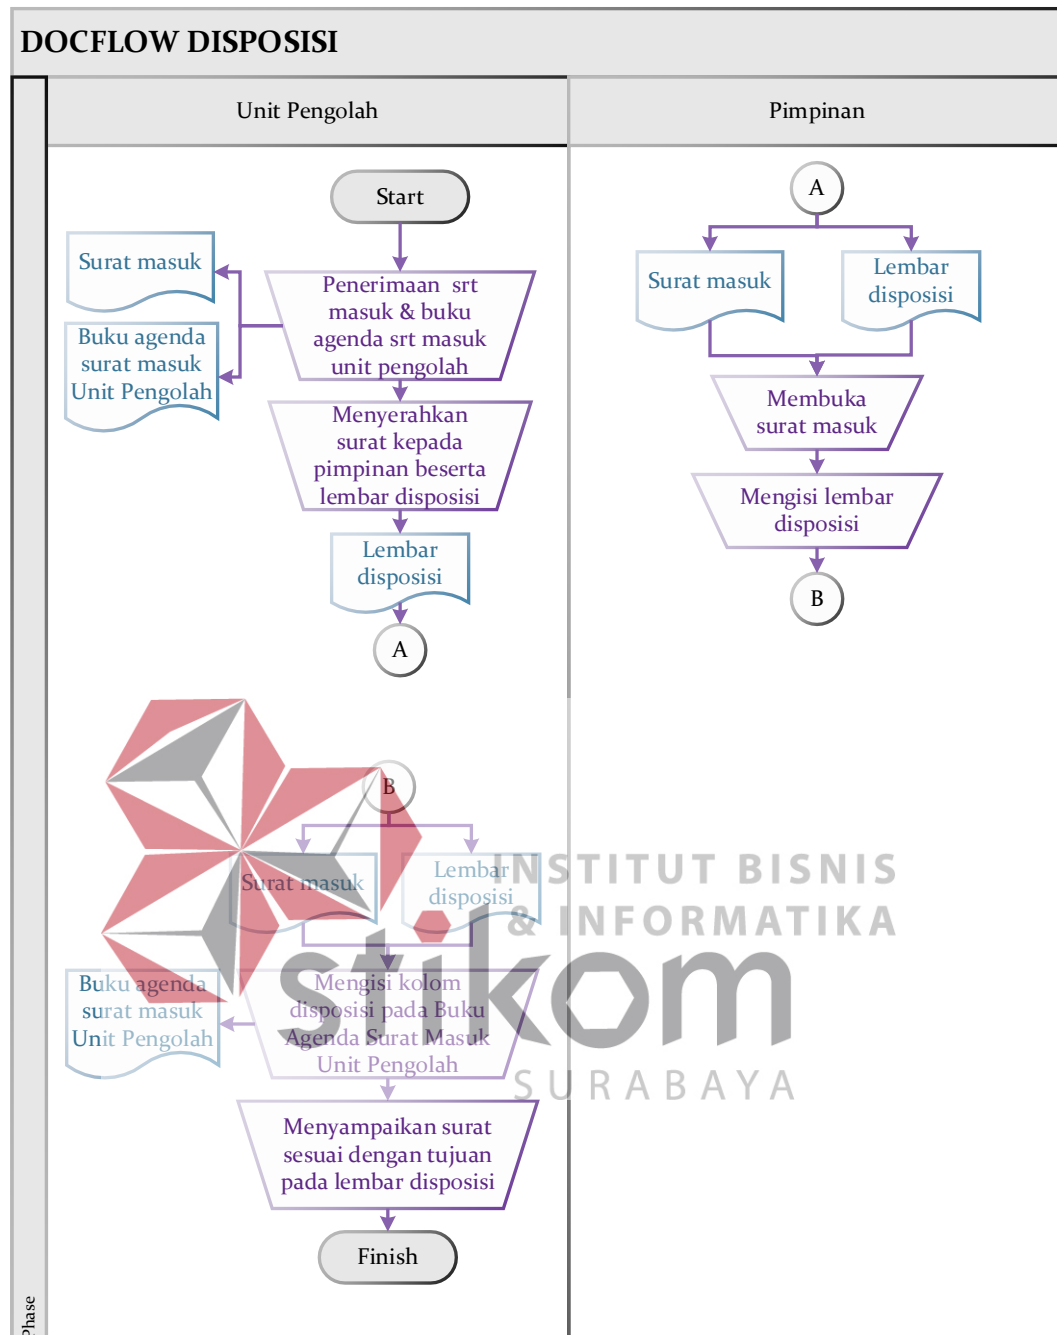 DOCFLOW DISPOSISI
Unit Pengolah
Pimpinan
Start
Surat masuk
Penerimaan srt
masuk & buku
agenda srt masuk
unit pengolah
Buku agenda
surat masuk
Unit Pengolah
Menyerahkan
surat kepada
pimpinan beserta
lembar disposisi
Lembar
disposisi
A
A
Surat masuk
Lembar
disposisi
Membuka
surat masuk
Mengisi lembar
disposisi
B
B
Surat masuk
Lembar
disposisi
Buku agenda
surat masuk
Unit Pengolah
Mengisi kolom
disposisi pada Buku
Agenda Surat Masuk
Unit Pengolah
Menyampaikan surat
sesuai dengan tujuan
pada lembar disposisi
Finish
INSTITUT BISNIS
& INFORMATIKA
stikom
SURABAYA
Phase